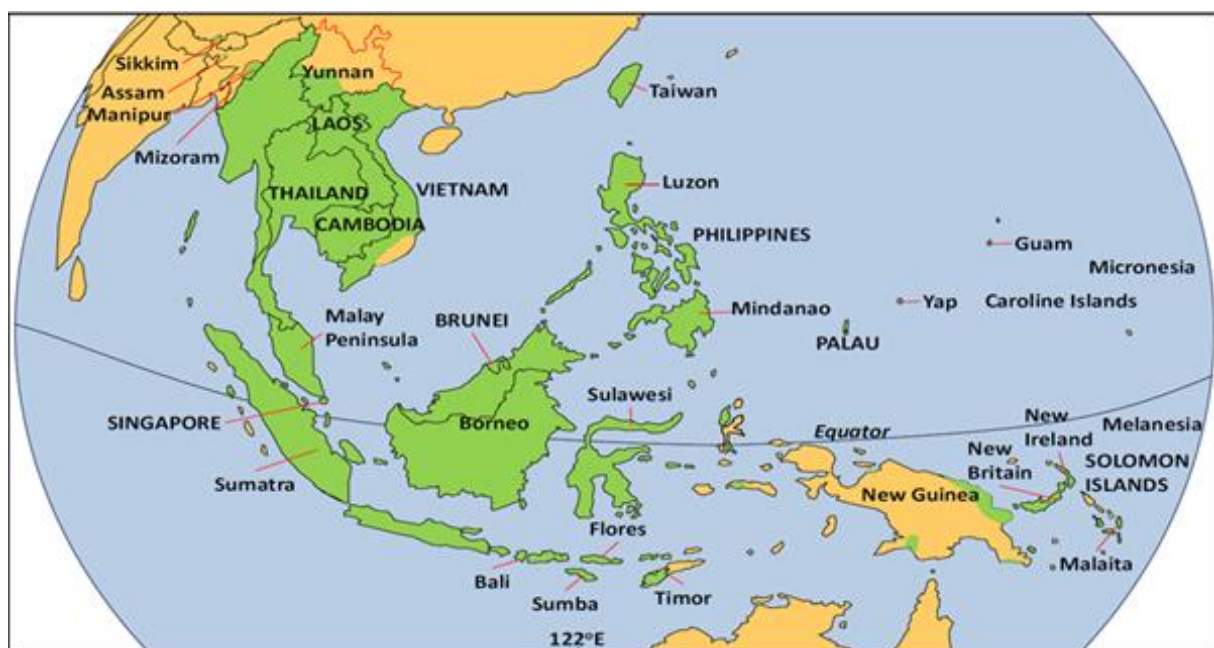 Sikkim
Assam
Manipur
Mizoram
Yunnan
LAOS
THAILAND
VIETNAM
CAMBODIA
Taiwan
Luzon
PHILIPPINES
Guam
Micronesia
Yap
Caroline Islands
Mindanao
PALAU
Malay
Peninsula
BRUNEI
SINGAPORE
Sumatra
Borneo
Sulawesi
Equator
New
Ireland
Melanesia
New
Britain
SOLOMON
ISLANDS
New Guinea
Malaita
Flores
Bali
Sumba
Timor
122ºE